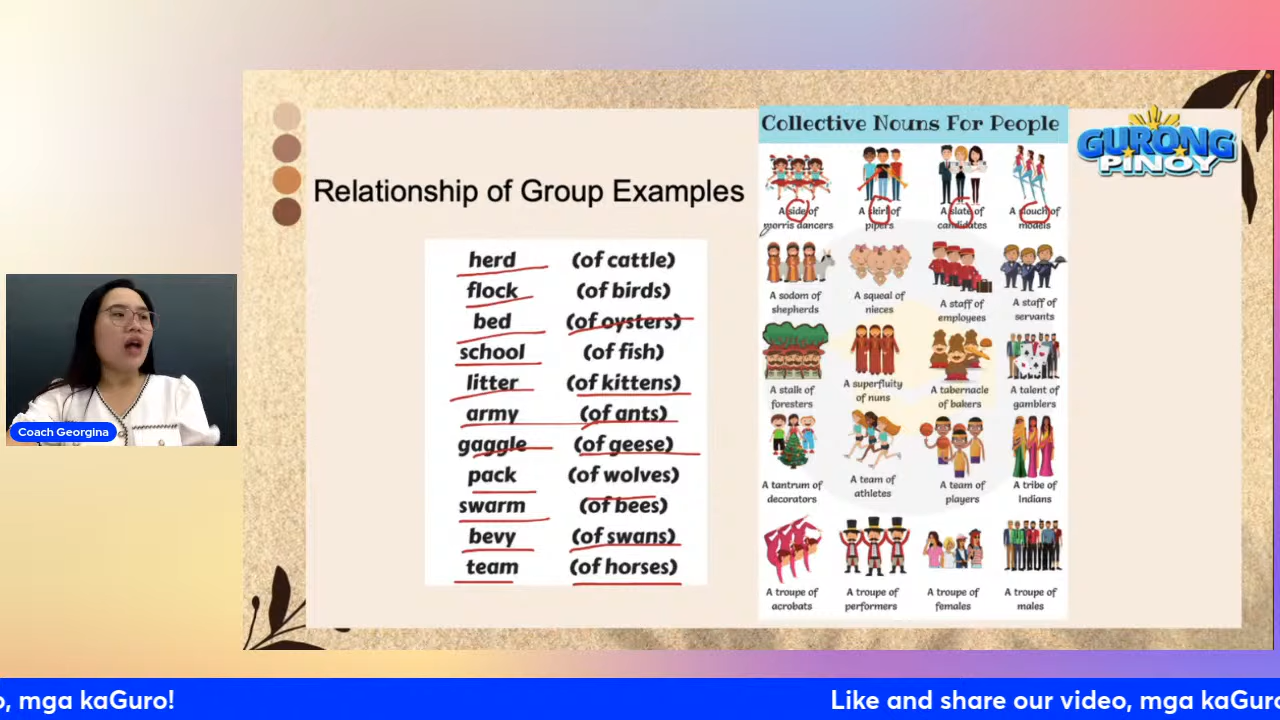 Collective Nouns For People
GURONG
PINOY
Relationship of Group Examples
A side of
morris dancers
A skirl of
pipers
A slate of
candidates
A slouch of
models
herd (of cattle)
flock (of birds)
bed (of oysters)
school (of fish)
litter (of kittens)
army (of ants)
gaggle (of geese)
pack (of wolves)
swarm (of bees)
bevy (of swans)
team (of horses)
A sodom of
shepherds
A squeal of
nieces
A staff of
employees
A staff of
servants
A stalk of
foresters
A superfluity
of nuns
A tabernacle
of bakers
A talent of
gamblers
A tantrum of
decorators
A team of
athletes
A team of
players
A tribe of
Indians
A troupe of
acrobats
A troupe of
performers
A troupe of
females
A troupe of
males
Coach Georgina
o, mga kaGuro!
Like and share our video, mga kaGuro